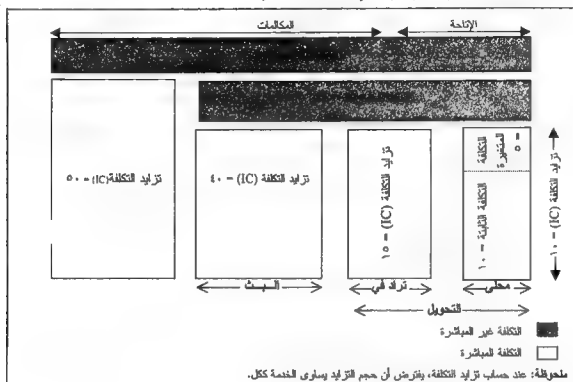 الإتاحة
المكالمات
التكلفة المتغيرة = ٥
التكلفة الثابتة = ١٠
تزايد التكلفة (IC) = ١٥
تزايد التكلفة (IC) = ٤٠
تزايد التكلفة (IC) = ٥٠
تزايد التكلفة (IC) = ١٠
محلى
ترادفي
البث
التحويل
التكلفة غير المباشرة
التكلفة المباشرة
ملحوظة: عند حساب تزايد التكلفة، يفترض أن حجم التزايد يساوى الخدمة ككل.